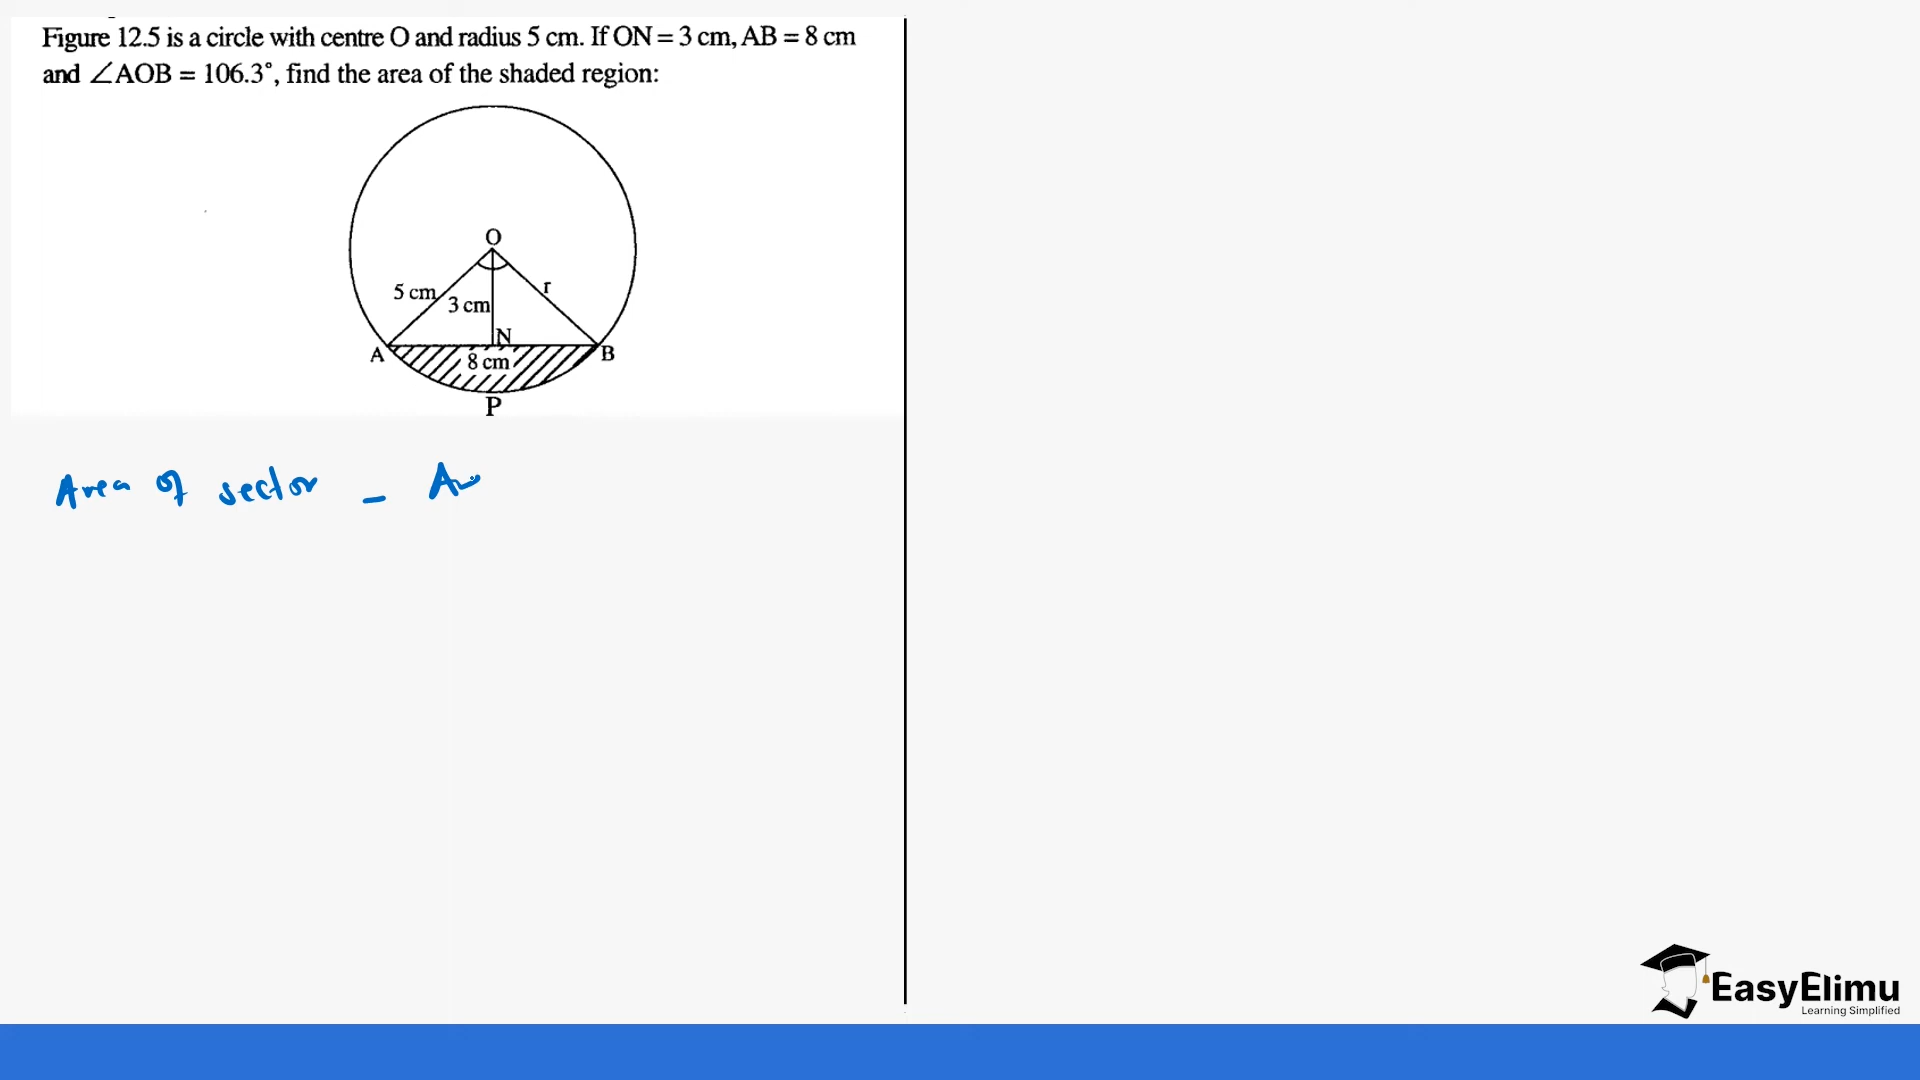 Figure 12.5 is a circle with centre O and radius 5 cm. If ON = 3 cm, AB = 8 cm
and ∠AOB = 106.3°, find the area of the shaded region:
O
5 cm
r
3 cm
N
A
8 cm
B
P
Area of sector –
EasyElimu
Learning Simplified